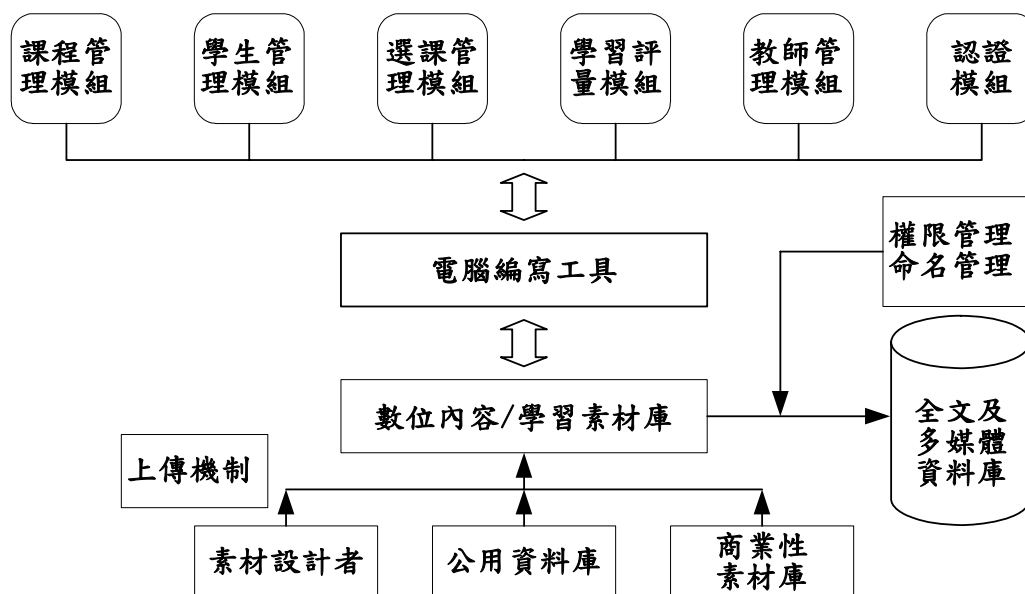 課程管
理模組
學生管
理模組
選課管
理模組
學習評
量模組
教師管
理模組
認證
模組
權限管理
命名管理
電腦編寫工具
數位內容/學習素材庫
全文及
多媒體
資料庫
上傳機制
素材設計者
公用資料庫
商業性
素材庫